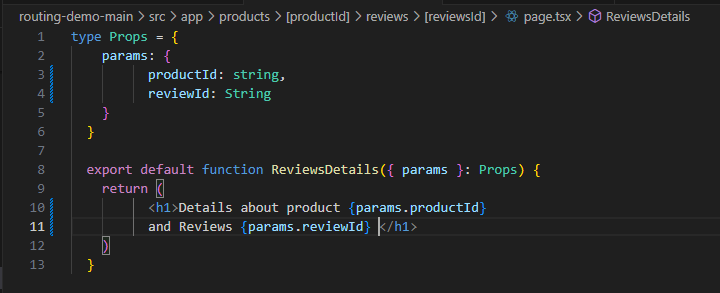 routing-demo-main > src > app > products > [productId] > reviews > [reviewsId] > page.tsx > ReviewsDetails
1 type Props = {
2 params: {
3 productId: string,
4 reviewId: String
5 }
6 }
7
8 export default function ReviewsDetails({ params }: Props) {
9 return (
10 <h1>Details about product {params.productId}
11 and Reviews {params.reviewId} </h1>
12 )
13 }